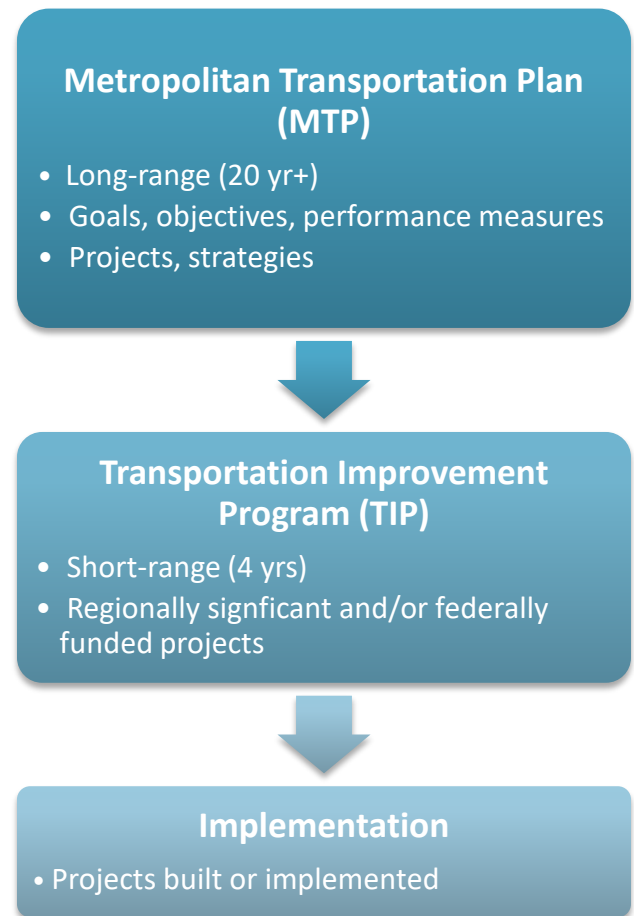 Metropolitan Transportation Plan
(MTP)
• Long-range (20 yr+)
• Goals, objectives, performance measures
• Projects, strategies
Transportation Improvement
Program (TIP)
• Short-range (4 yrs)
• Regionally signficant and/or federally
funded projects
Implementation
• Projects built or implemented